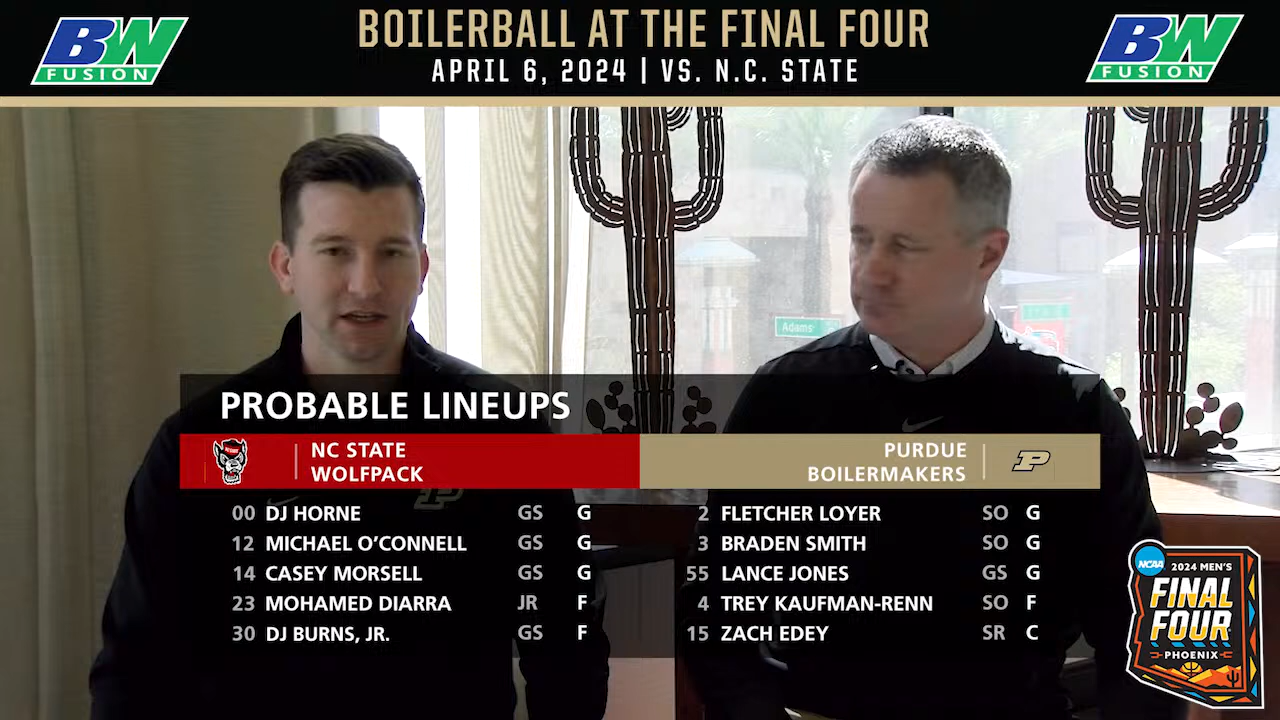 BW FUSION
BOILERBALL AT THE FINAL FOUR
APRIL 6, 2024 | VS. N.C. STATE
BW FUSION
Adams
PROBABLE LINEUPS
NC STATE WOLFPACK
PURDUE BOILERMAKERS
P
00 DJ HORNE GS G
12 MICHAEL O'CONNELL GS G
14 CASEY MORSELL GS G
23 MOHAMED DIARRA JR F
30 DJ BURNS, JR. GS F
2 FLETCHER LOYER SO G
3 BRADEN SMITH SO G
55 LANCE JONES GS G
4 TREY KAUFMAN-RENN SO F
15 ZACH EDEY SR C
P
NCAA 2024 MEN'S
FINAL
FOUR
PHOENIX